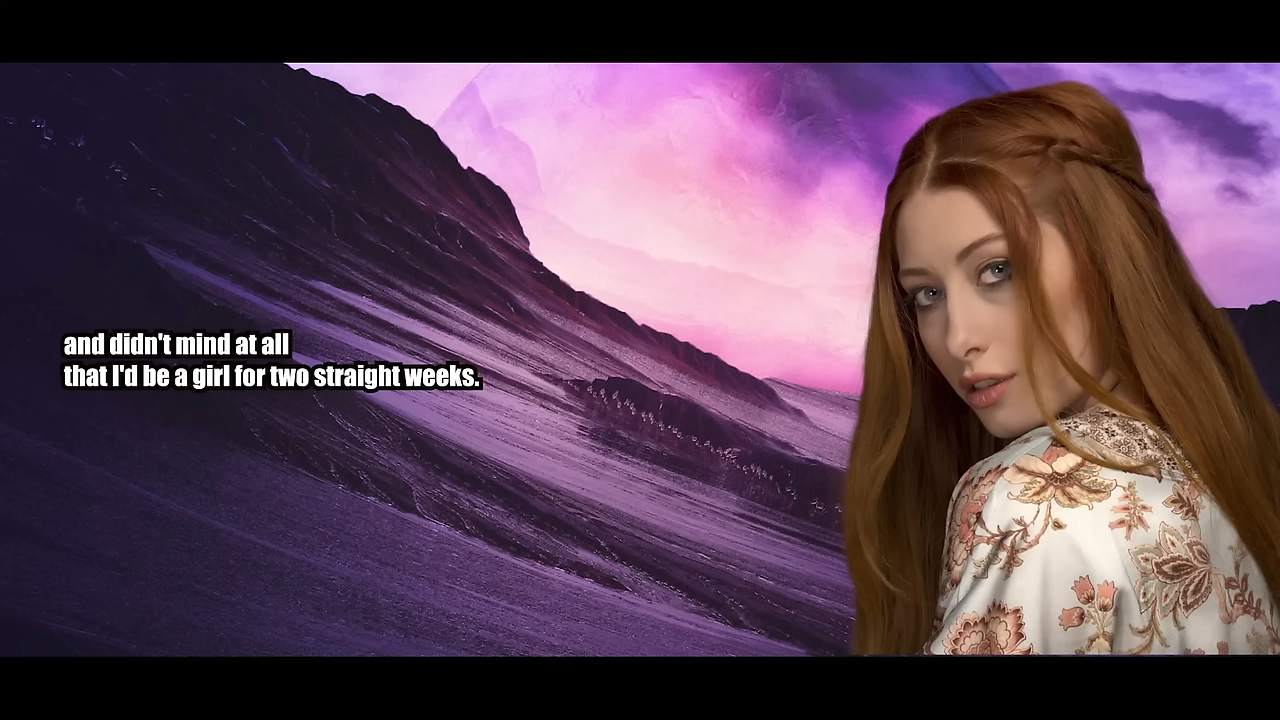 and didn't mind at all
that I'd be a girl for two straight weeks.